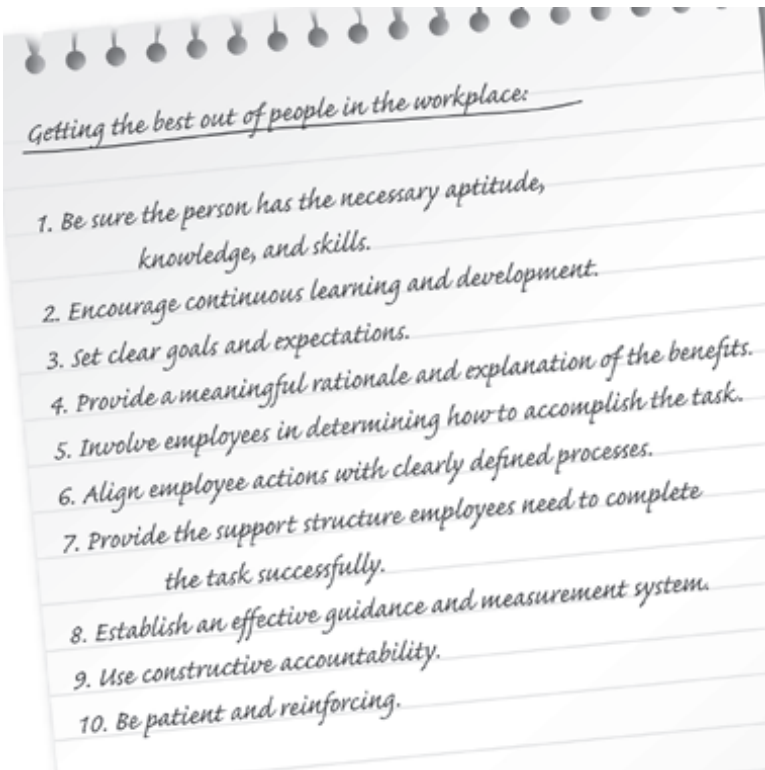 Getting the best out of people in the workplace:
1. Be sure the person has the necessary aptitude,
knowledge, and skills.
2. Encourage continuous learning and development.
3. Set clear goals and expectations.
4. Provide a meaningful rationale and explanation of the benefits.
5. Involve employees in determining how to accomplish the task.
6. Align employee actions with clearly defined processes.
7. Provide the support structure employees need to complete
the task successfully.
8. Establish an effective guidance and measurement system.
9. Use constructive accountability.
10. Be patient and reinforcing.